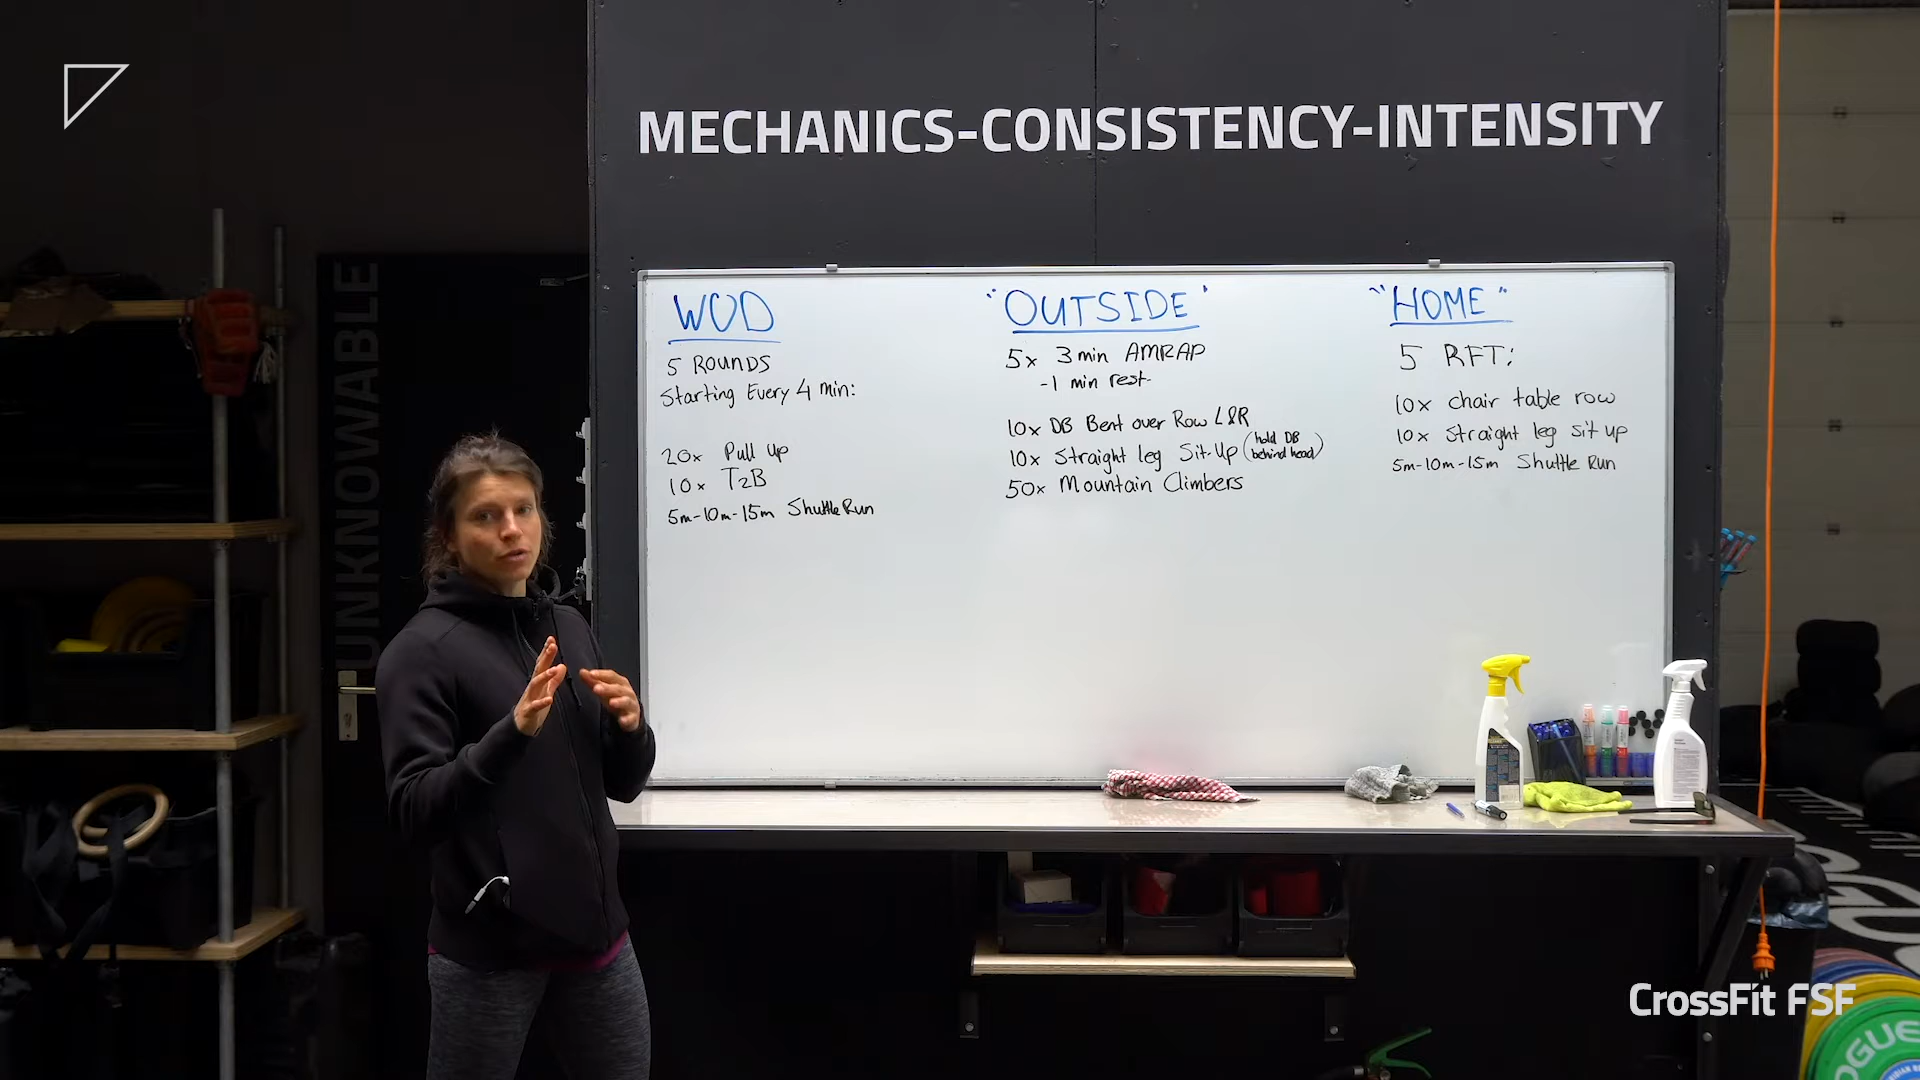 MECHANICS-CONSISTENCY-INTENSITY
UNKNOWABLE
WOD
5 ROUNDS
Starting Every 4 min:
20x Pull Up
10x T2B
5m-10m-15m Shuttle Run
"OUTSIDE"
5x 3min AMRAP
-1 min rest-
10x DB Bent over Row L&R
10x Straight leg Sit-Up (hold DB behind head)
50x Mountain Climbers
"HOME"
5 RFT:
10x chair table row
10x Straight leg sit up
5m-10m-15m Shuttle Run
CrossFit FSF
OGUE